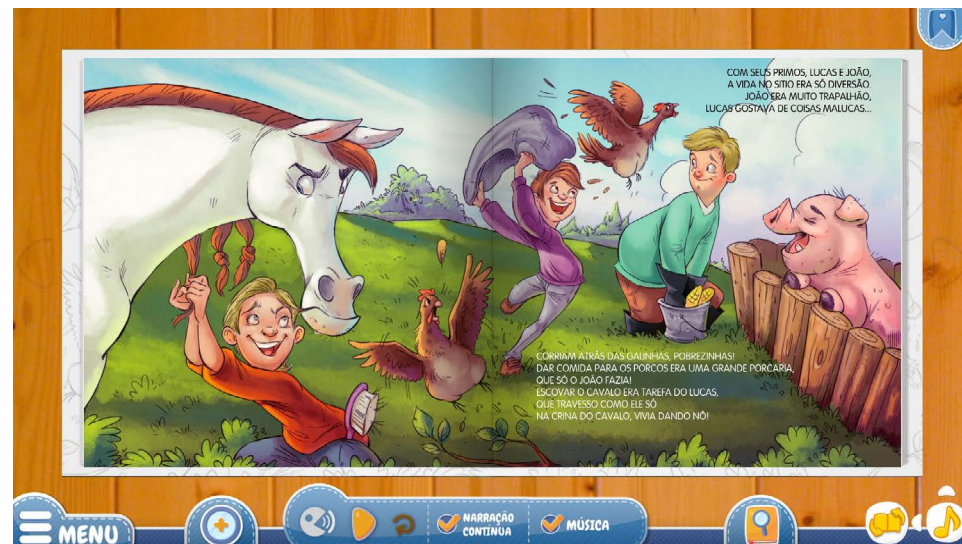 COM SEUS PRIMOS, LUCAS E JOÃO,
A VIDA NO SITIO ERA SÓ DIVERSÃO.
JOÃO ERA MUITO TRAPALHÃO,
LUCAS GOSTAVA DE COISAS MALUCAS...
CORRIAM ATRÁS DAS GALINHAS, POBREZINHAS!
DAR COMIDA PARA OS PORCOS ERA UMA GRANDE PORCARIA,
QUE SÓ O JOÃO FAZIA!
ESCOVAR O CAVALO ERA TAREFA DO LUCAS,
QUE TRAVESSO COMO ELE SÓ
NA CRINA DO CAVALO, VIVIA DANDO NÓ!
MENU
NARRAÇÃO
CONTÍNUA
MÚSICA